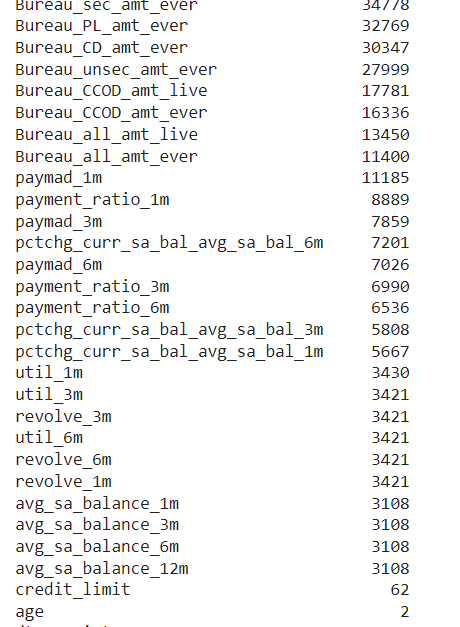 Bureau_sec_amt_ever 34778
Bureau_PL_amt_ever 32769
Bureau_CD_amt_ever 30347
Bureau_unsec_amt_ever 27999
Bureau_CCOD_amt_live 17781
Bureau_CCOD_amt_ever 16336
Bureau_all_amt_live 13450
Bureau_all_amt_ever 11400
paymad_1m 11185
payment_ratio_1m 8889
paymad_3m 7859
pctchg_curr_sa_bal_avg_sa_bal_6m 7201
paymad_6m 7026
payment_ratio_3m 6990
payment_ratio_6m 6536
pctchg_curr_sa_bal_avg_sa_bal_3m 5808
pctchg_curr_sa_bal_avg_sa_bal_1m 5667
util_1m 3430
util_3m 3421
revolve_3m 3421
util_6m 3421
revolve_6m 3421
revolve_1m 3421
avg_sa_balance_1m 3108
avg_sa_balance_3m 3108
avg_sa_balance_6m 3108
avg_sa_balance_12m 3108
credit_limit 62
age 2